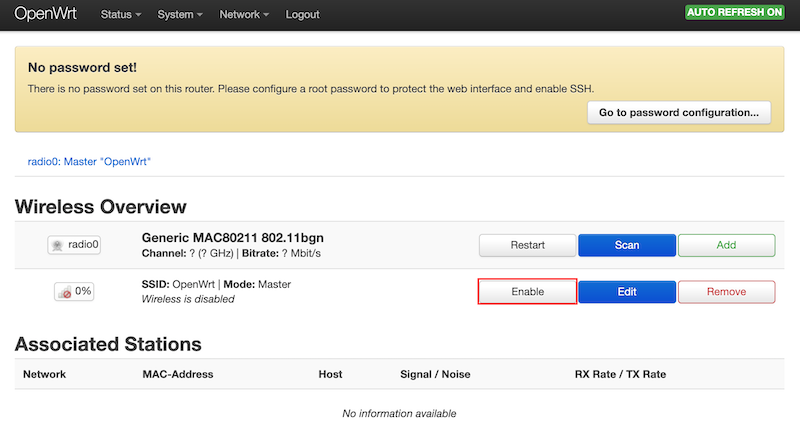 OpenWrt Status System Network Logout AUTO REFRESH ON
No password set!
There is no password set on this router. Please configure a root password to protect the web interface and enable SSH.
Go to password configuration...
radio0: Master "OpenWrt"
Wireless Overview
radio0 Generic MAC80211 802.11bgn Restart Scan Add
Channel: ? (? GHz) | Bitrate: ? Mbit/s
0% SSID: OpenWrt | Mode: Master Enable Edit Remove
Wireless is disabled
Associated Stations
Network MAC-Address Host Signal / Noise RX Rate / TX Rate
No information available